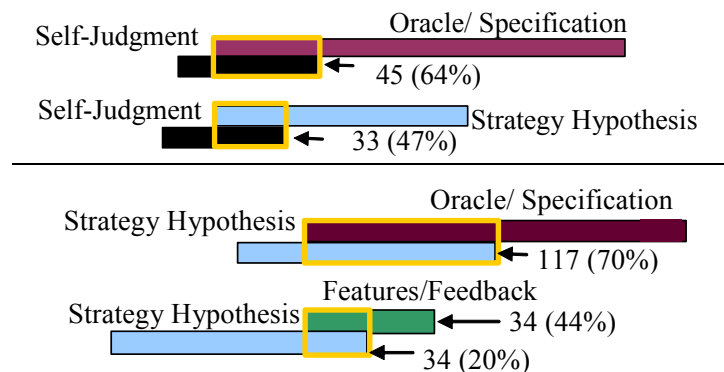 Oracle/ Specification
Self-Judgment
45 (64%)
Self-Judgment
Strategy Hypothesis
33 (47%)
Oracle/ Specification
Strategy Hypothesis
117 (70%)
Features/Feedback
Strategy Hypothesis
34 (44%)
34 (20%)